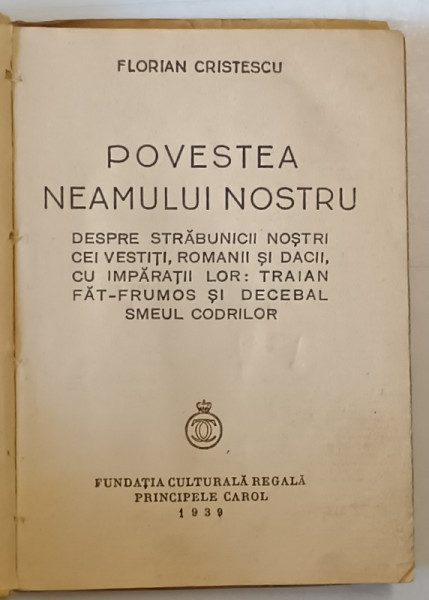 FLORIAN CRISTESCU
POVESTEA
NEAMULUI NOSTRU
DESPRE STRĂBUNICII NOȘTRI
CEI VESTIȚI, ROMANII ȘI DACII,
CU IMPĂRAȚII LOR: TRAIAN
FĂT-FRUMOS ȘI DECEBAL
SMEUL CODRILOR
FUNDAȚIA CULTURALĂ REGALĂ
PRINCIPELE CAROL
1939